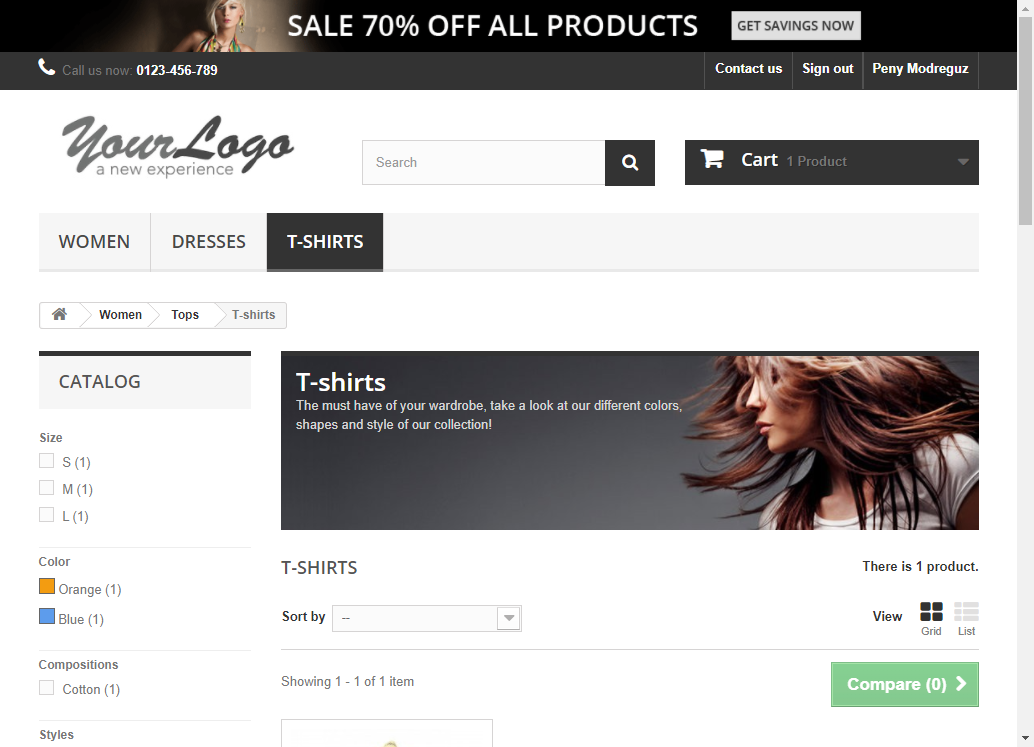 SALE 70% OFF ALL PRODUCTS GET SAVINGS NOW
Call us now: 0123-456-789 Contact us Sign out Peny Modreguz
YourLogo
a new experience
Search
Cart 1 Product
WOMEN DRESSES T-SHIRTS
Women Tops T-shirts
CATALOG
Size
S (1)
M (1)
L (1)
Color
Orange (1)
Blue (1)
Compositions
Cotton (1)
Styles
T-shirts
The must have of your wardrobe, take a look at our different colors,
shapes and style of our collection!
T-SHIRTS There is 1 product.
Sort by -- View Grid List
Showing 1 - 1 of 1 item Compare (0)